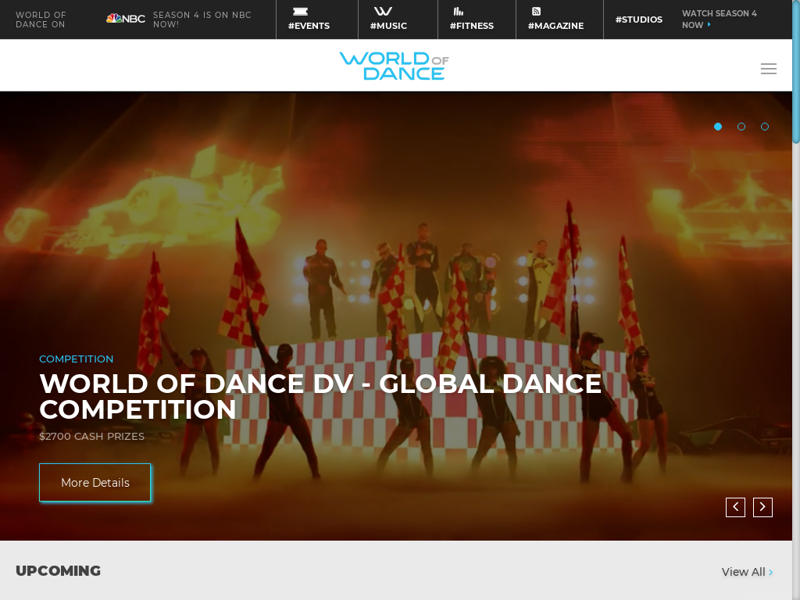 WORLD OF
DANCE ON
NBC
SEASON 4 IS ON NBC
NOW!
#EVENTS
#MUSIC
#FITNESS
#MAGAZINE
#STUDIOS
WATCH SEASON 4
NOW
WORLD OF
DANCE
COMPETITION
WORLD OF DANCE DV - GLOBAL DANCE
COMPETITION
$2700 CASH PRIZES
More Details
UPCOMING
View All